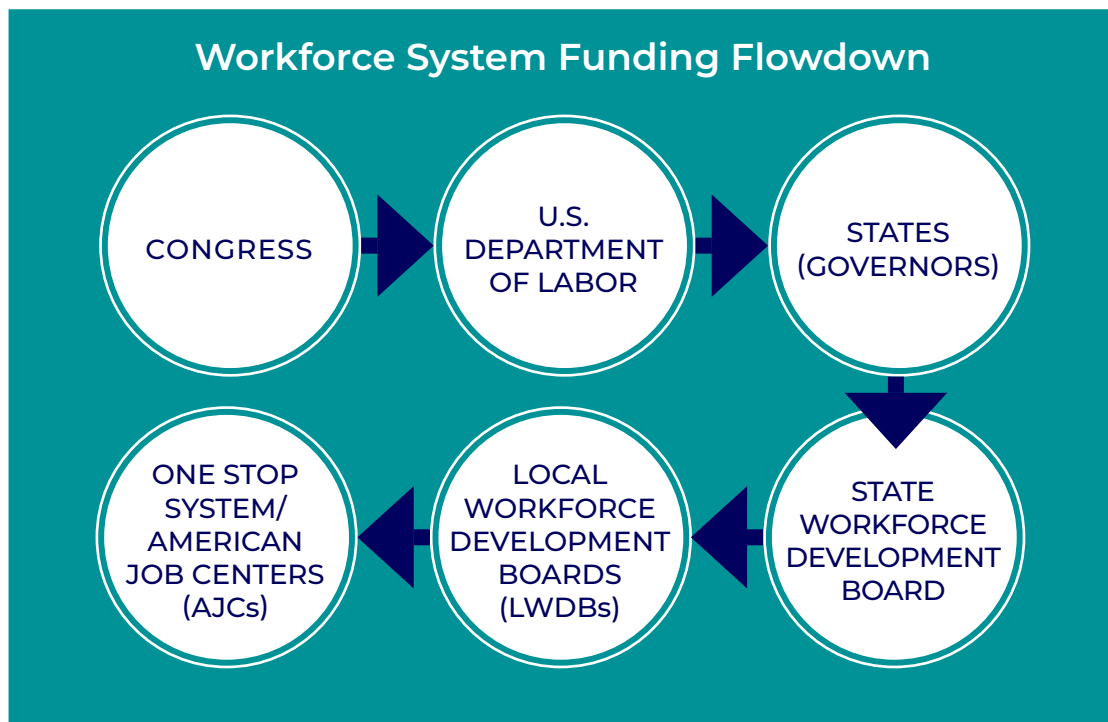 Workforce System Funding Flowdown
CONGRESS
U.S.
DEPARTMENT
OF LABOR
STATES
(GOVERNORS)
STATE
WORKFORCE
DEVELOPMENT
BOARD
LOCAL
WORKFORCE
DEVELOPMENT
BOARDS
(LWDBs)
ONE STOP
SYSTEM/
AMERICAN
JOB CENTERS
(AJCs)